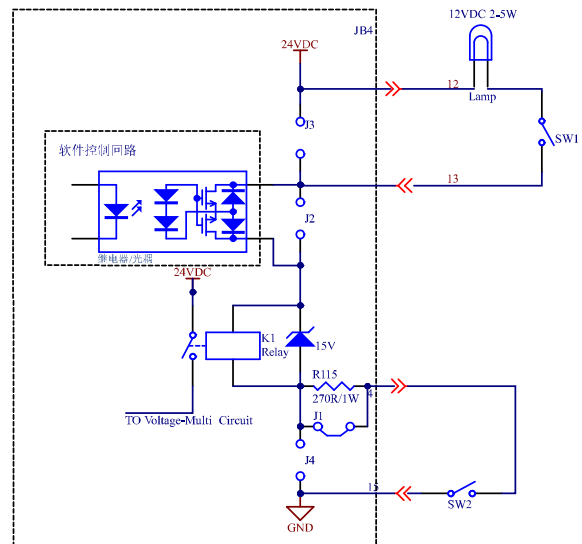 12VDC 2-5W
24VDC
JB4
12
Lamp
J3
SW1
软件控制回路
13
J2
继电器/光耦
24VDC
K1
Relay
15V
R115
270R/1W
4
J1
TO Voltage-Multi Circuit
J4
15
SW2
GND